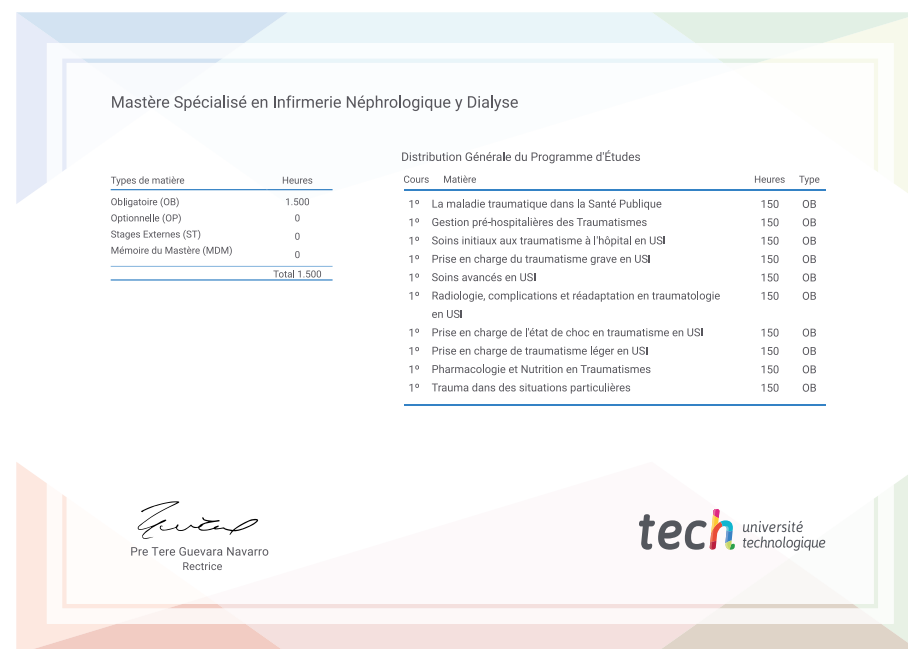 Mastère Spécialisé en Infirmerie Néphrologique y Dialyse
Types de matière Heures
Obligatoire (OB) 1.500
Optionnelle (OP) 0
Stages Externes (ST) 0
Mémoire du Mastère (MDM) 0
Total 1.500
Distribution Générale du Programme d'Études
Cours Matière Heures Type
1º La maladie traumatique dans la Santé Publique 150 OB
1º Gestion pré-hospitalières des Traumatismes 150 OB
1º Soins initiaux aux traumatisme à l'hôpital en USI 150 OB
1º Prise en charge du traumatisme grave en USI 150 OB
1º Soins avancés en USI 150 OB
1º Radiologie, complications et réadaptation en traumatologie 150 OB
en USI
1º Prise en charge de l'état de choc en traumatisme en USI 150 OB
1º Prise en charge de traumatisme léger en USI 150 OB
1º Pharmacologie et Nutrition en Traumatismes 150 OB
1º Trauma dans des situations particulières 150 OB
Pre Tere Guevara Navarro
Rectrice
tech université
technologique